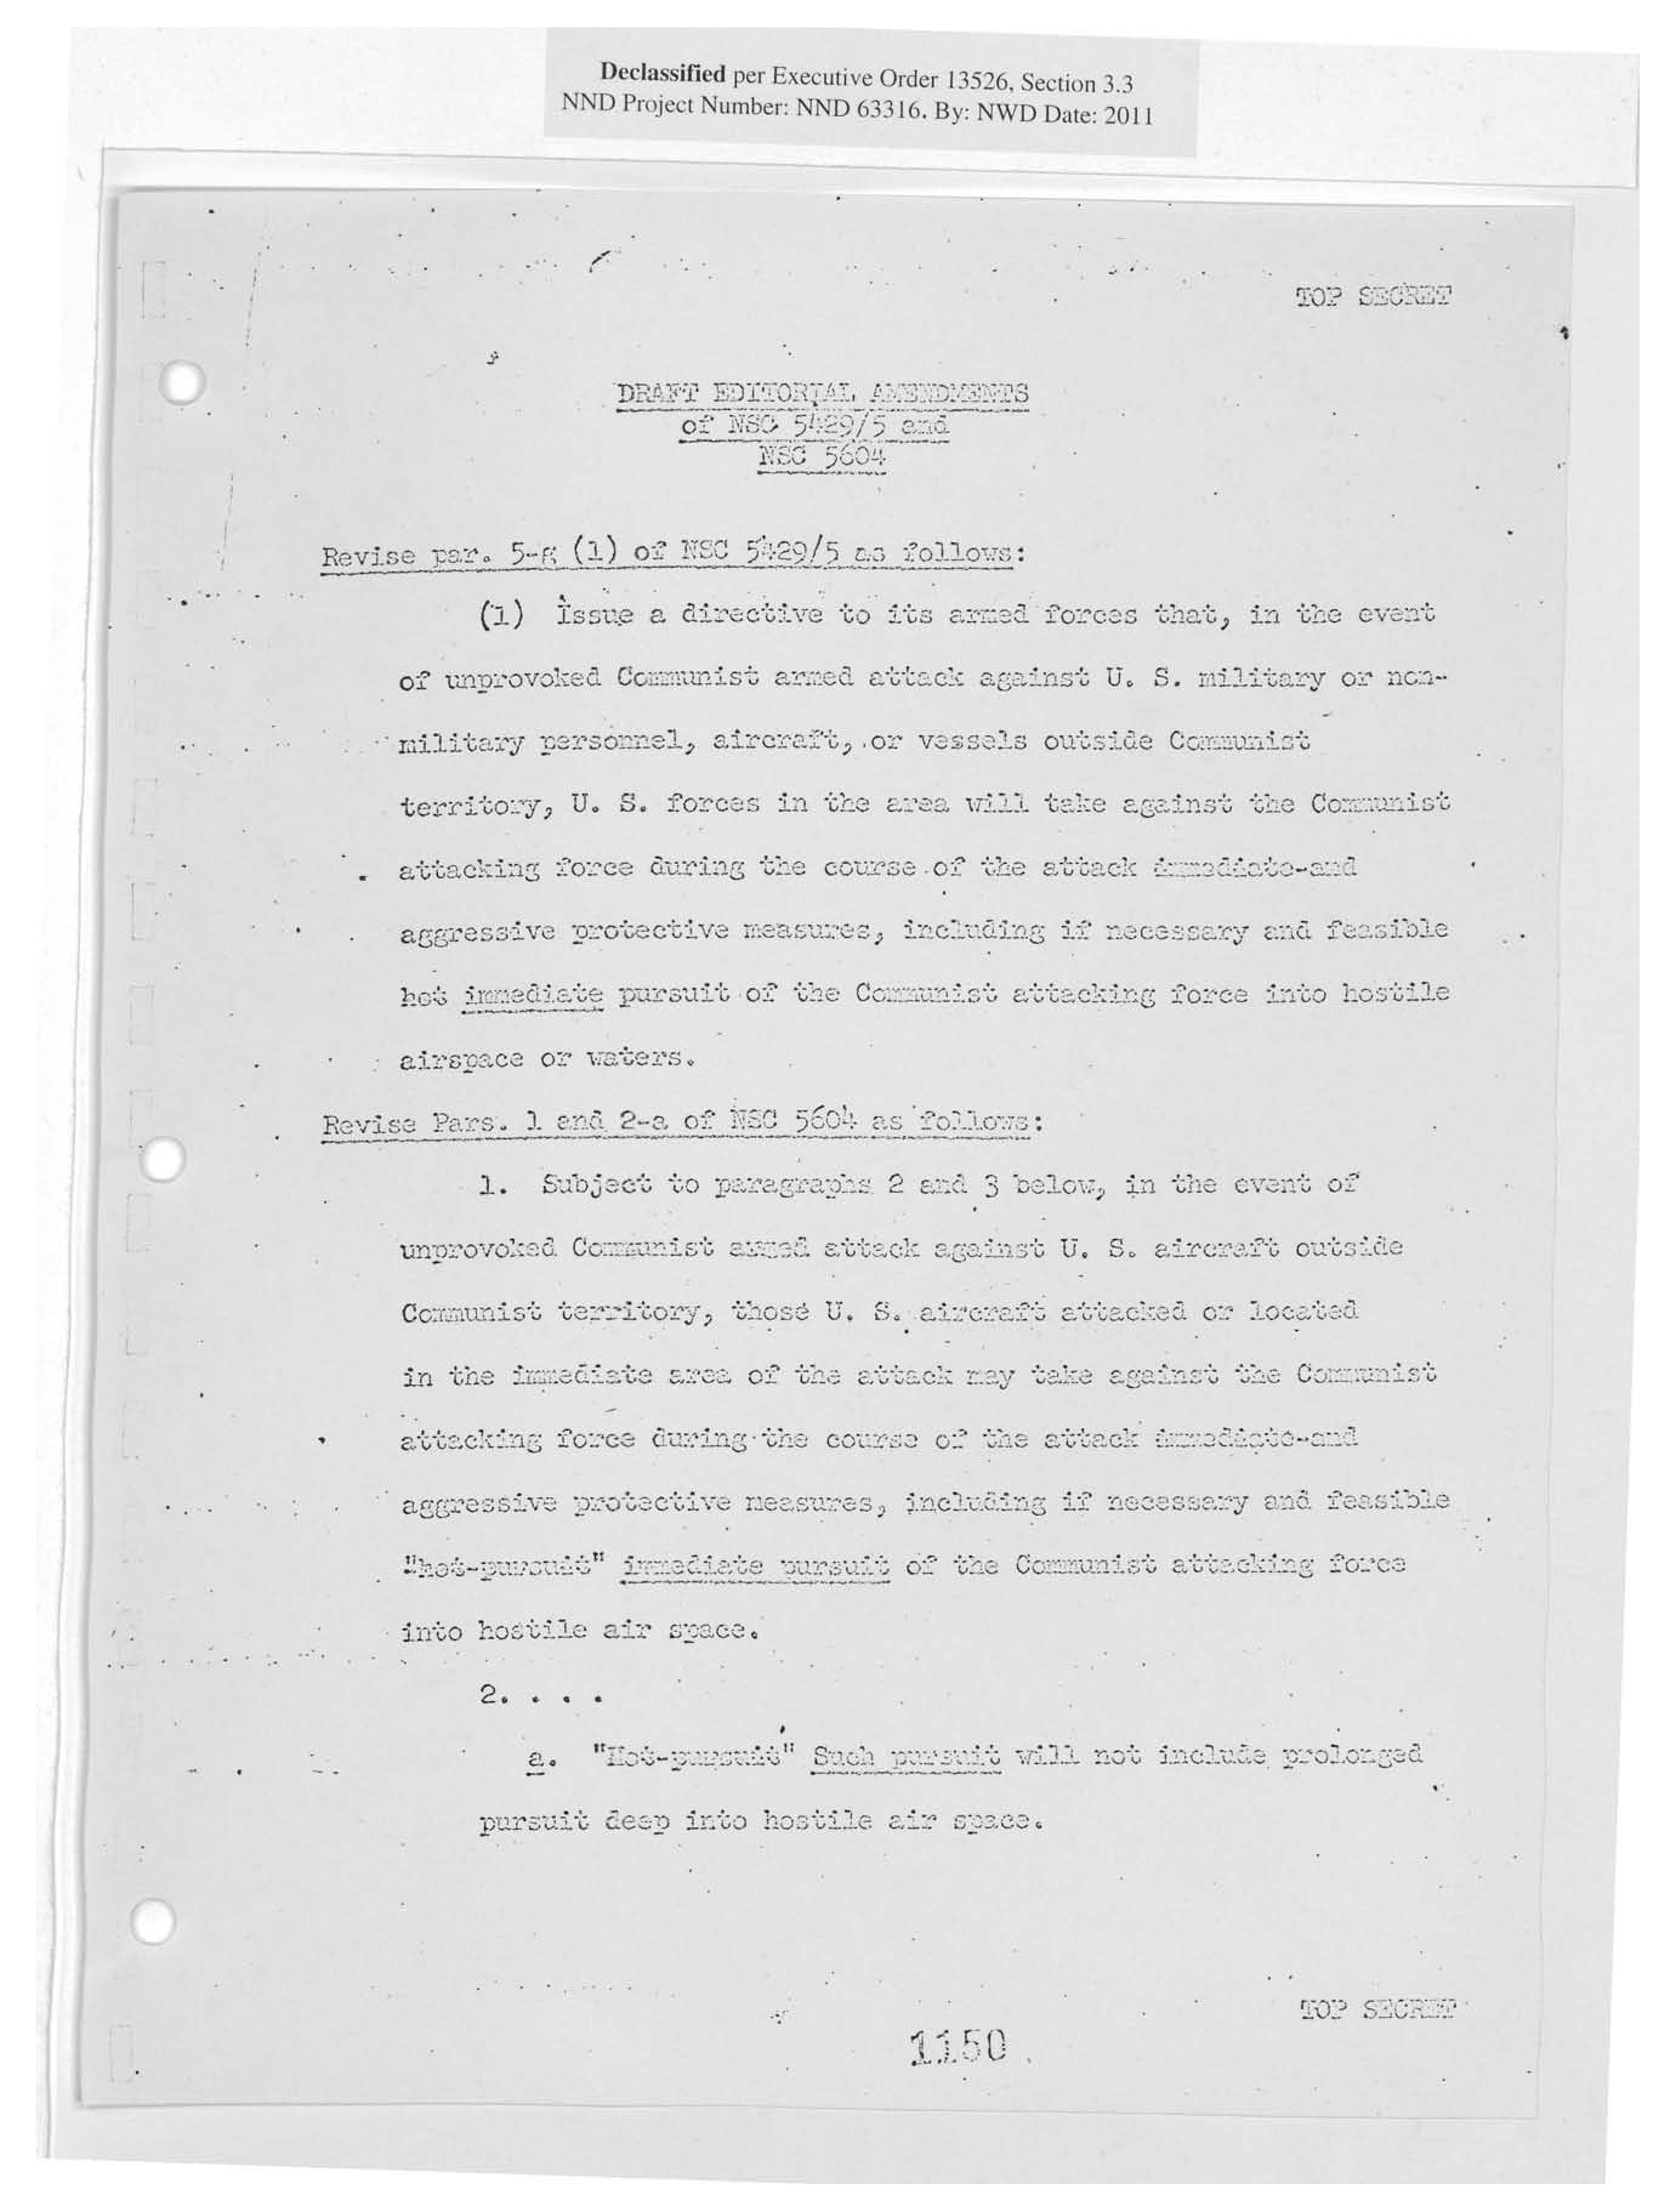 Declassified per Executive Order 13526, Section 3.3
NND Project Number: NND 63316. By: NWD Date: 2011
TOP SECRET
DRAFT EDITORIAL AMENDMENTS
of NSC 5429/5 and
NSC 5604
Revise par. 5-g (1) of NSC 5429/5 as follows:
(1) Issue a directive to its armed forces that, in the event
of unprovoked Communist armed attack against U. S. military or non-
military personnel, aircraft, or vessels outside Communist
territory, U. S. forces in the area will take against the Communist
attacking force during the course of the attack immediate-and
aggressive protective measures, including if necessary and feasible
hot immediate pursuit of the Communist attacking force into hostile
airspace or waters.
Revise Pars. 1 and 2-a of NSC 5604 as follows:
1. Subject to paragraphs 2 and 3 below, in the event of
unprovoked Communist armed attack against U. S. aircraft outside
Communist territory, those U. S. aircraft attacked or located
in the immediate area of the attack may take against the Communist
attacking force during the course of the attack immediate-and
aggressive protective measures, including if necessary and feasible
"hot-pursuit" immediate pursuit of the Communist attacking force
into hostile air space.
2. . . .
a. "Hot-pursuit" Such pursuit will not include prolonged
pursuit deep into hostile air space.
TOP SECRET
1150